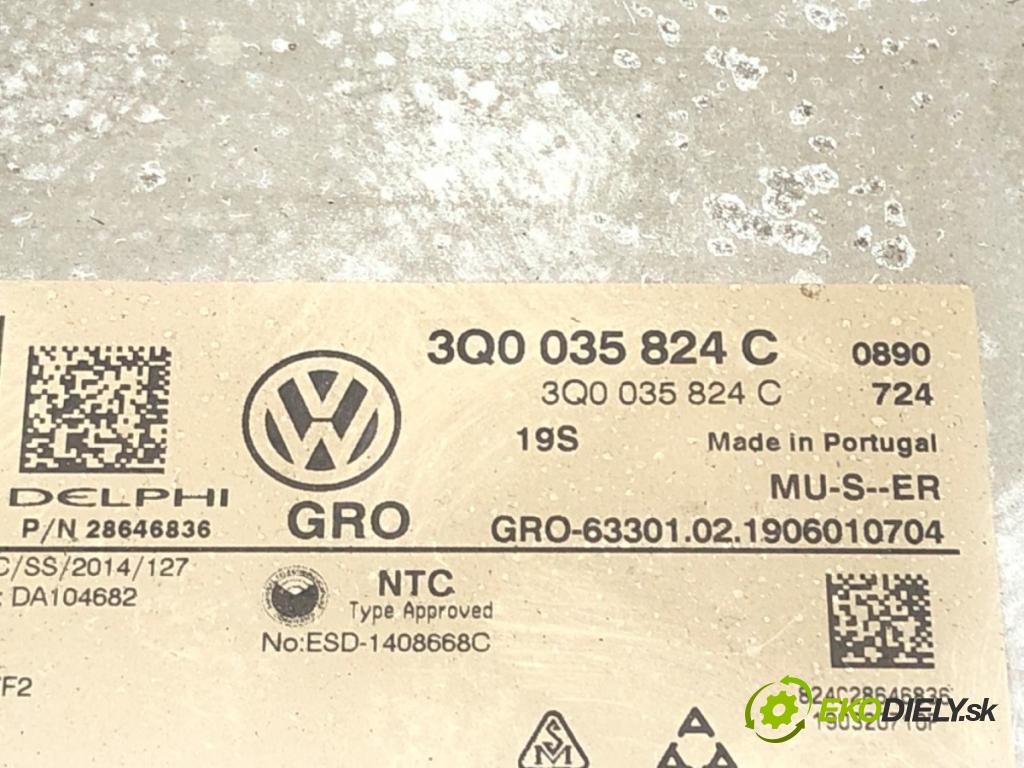 3Q0 035 824 C 0890
3Q0 035 824 C 724
19S Made in Portugal
MU-S--ER
DELPHI
P/N 28646836
GRO GRO-63301.02.1906010704
C/SS/2014/127
DA104682
NTC
Type Approved
No:ESD-1408668C
F2
824C28646836
EKODIELY.sk